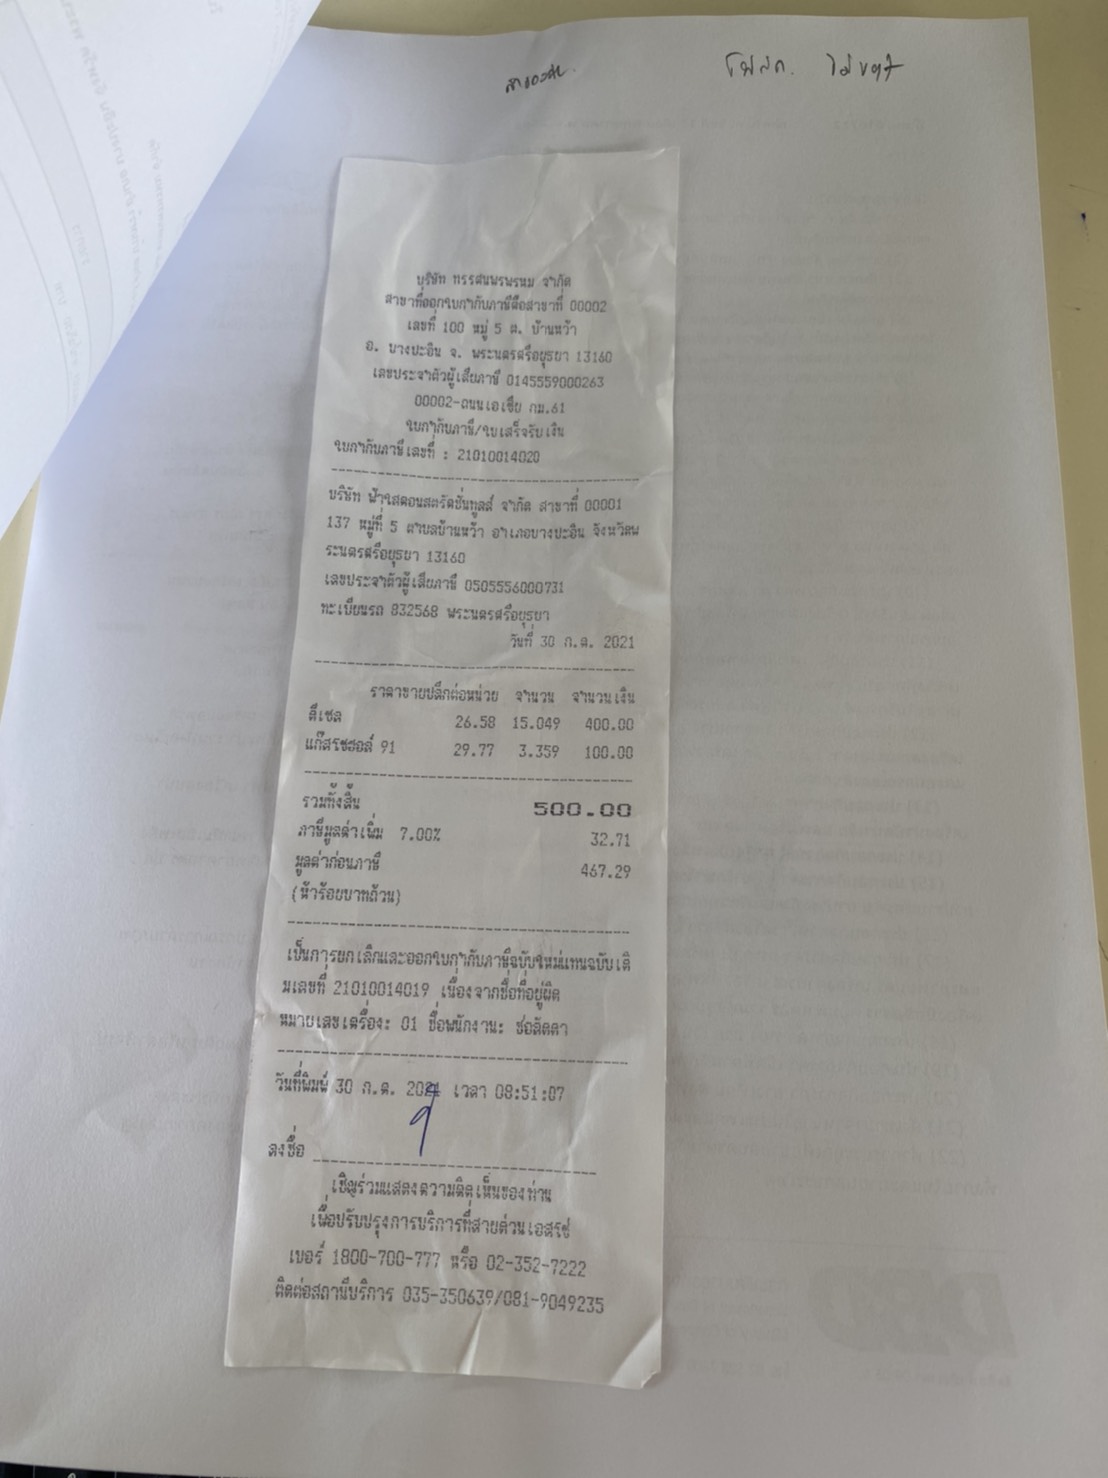 บริษัท ทรรสนพรพรหม จำกัด
สาขาที่ออกใบกำกับภาษีคือสาขาที่ 00002
เลขที่ 100 หมู่ 5 ต. บ้านหว้า
อ. บางปะอิน จ. พระนครศรีอยุธยา 13160
เลขประจำตัวผู้เสียภาษี 0145559000263
00002-ถนนเอเซีย กม.61
ใบกำกับภาษี/ใบเสร็จรับเงิน
ใบกำกับภาษีเลขที่ : 21010014020
บริษัท ฟ้าใสคอนสตรัคชั่นทูลส์ จำกัด สาขาที่ 00001
137 หมู่ที่ 5 ตำบลบ้านหว้า อำเภอบางปะอิน จังหวัดพ
ระนครศรีอยุธยา 13160
เลขประจำตัวผู้เสียภาษี 0505556000731
ทะเบียนรถ 832568 พระนครศรีอยุธยา
วันที่ 30 ก.ค. 2021
ราคาขายปลีกต่อหน่วย จำนวน จำนวนเงิน
ดีเซล 26.58 15.049 400.00
แก๊สโซฮอล์ 91 29.77 3.359 100.00
รวมทั้งสิ้น 500.00
ภาษีมูลค่าเพิ่ม 7.00% 32.71
มูลค่าก่อนภาษี 467.29
(ห้าร้อยบาทถ้วน)
เป็นการยกเลิกและออกใบกำกับภาษีฉบับใหม่แทนฉบับเดิ
มเลขที่ 21010014019 เนื่องจากชื่อที่อยู่ผิด
หมายเลขเครื่อง: 01 ชื่อพนักงาน: ช่อลัดดา
วันที่พิมพ์ 30 ก.ค. 2021 เวลา 08:51:07
ลงชื่อ
เชิญร่วมแสดงความคิดเห็นของท่าน
เพื่อปรับปรุงการบริการที่สายด่วนเอสโซ่
เบอร์ 1800-700-777 หรือ 02-352-7222
ติดต่อสถานีบริการ 035-350639/081-9049235